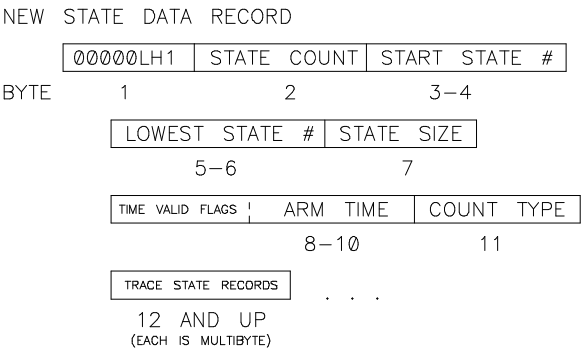 NEW STATE DATA RECORD
00000LH1 STATE COUNT START STATE #
BYTE 1 2 3-4
LOWEST STATE # STATE SIZE
5-6 7
TIME VALID FLAGS ARM TIME COUNT TYPE
8-10 11
TRACE STATE RECORDS . . .
12 AND UP
(EACH IS MULTIBYTE)